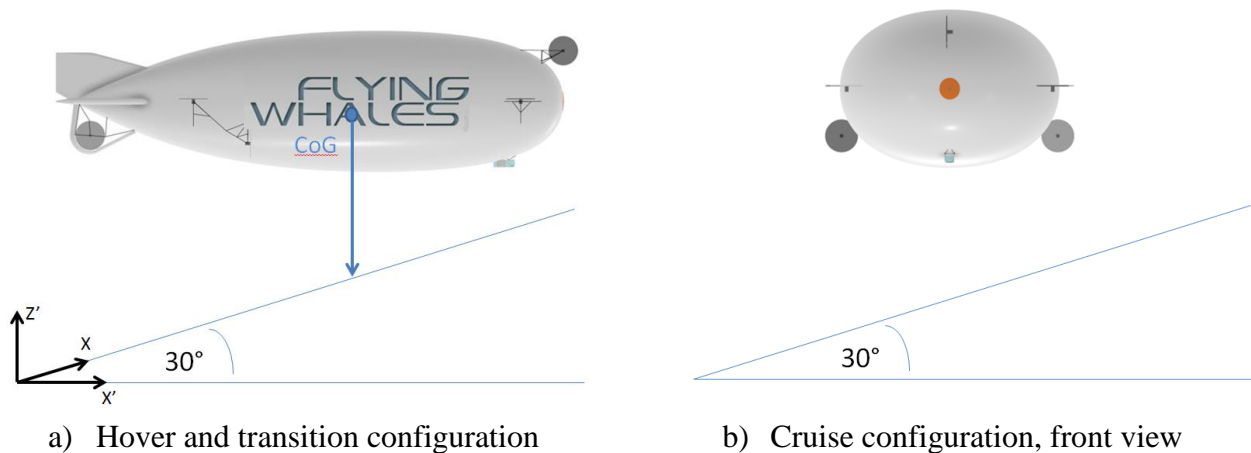 FLYING
WHALES
CoG
Z'
X
X'
30°
30°
a) Hover and transition configuration
b) Cruise configuration, front view